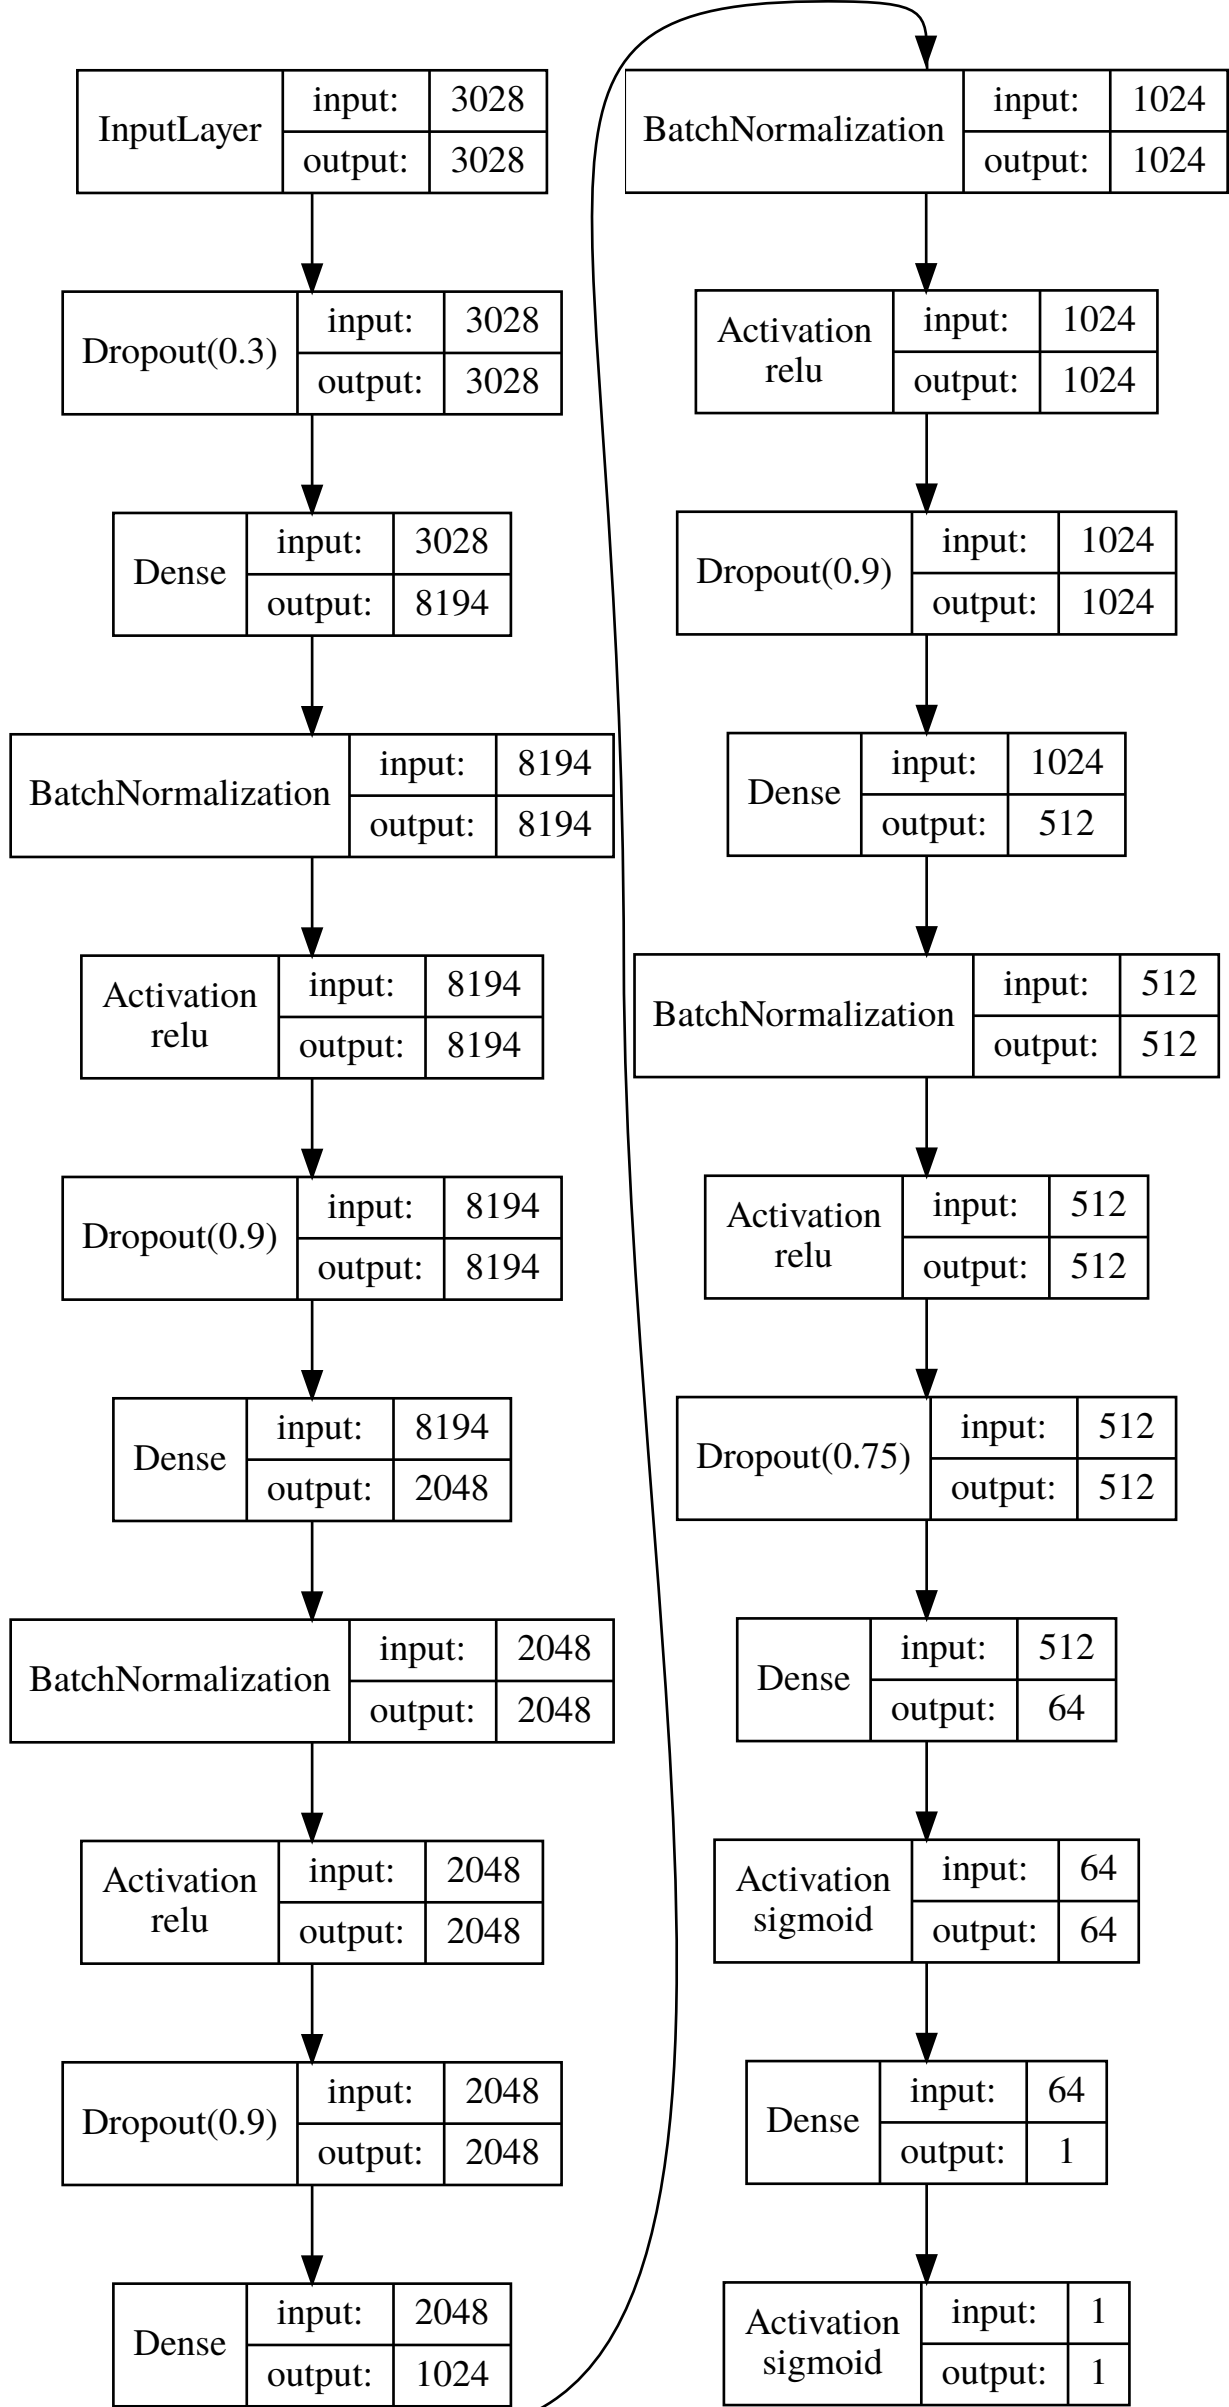 InputLayer
input: 3028
output: 3028
Dropout(0.3)
input: 3028
output: 3028
Dense
input: 3028
output: 8194
BatchNormalization
input: 8194
output: 8194
Activation
relu
input: 8194
output: 8194
Dropout(0.9)
input: 8194
output: 8194
Dense
input: 8194
output: 2048
BatchNormalization
input: 2048
output: 2048
Activation
relu
input: 2048
output: 2048
Dropout(0.9)
input: 2048
output: 2048
Dense
input: 2048
output: 1024
BatchNormalization
input: 1024
output: 1024
Activation
relu
input: 1024
output: 1024
Dropout(0.9)
input: 1024
output: 1024
Dense
input: 1024
output: 512
BatchNormalization
input: 512
output: 512
Activation
relu
input: 512
output: 512
Dropout(0.75)
input: 512
output: 512
Dense
input: 512
output: 64
Activation
sigmoid
input: 64
output: 64
Dense
input: 64
output: 1
Activation
sigmoid
input: 1
output: 1